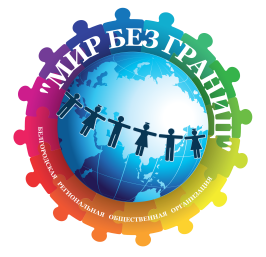 "МИР БЕЗ ГРАНИЦ"
БЕЛГОРОДСКАЯ РЕГИОНАЛЬНАЯ ОБЩЕСТВЕННАЯ ОРГАНИЗАЦИЯ